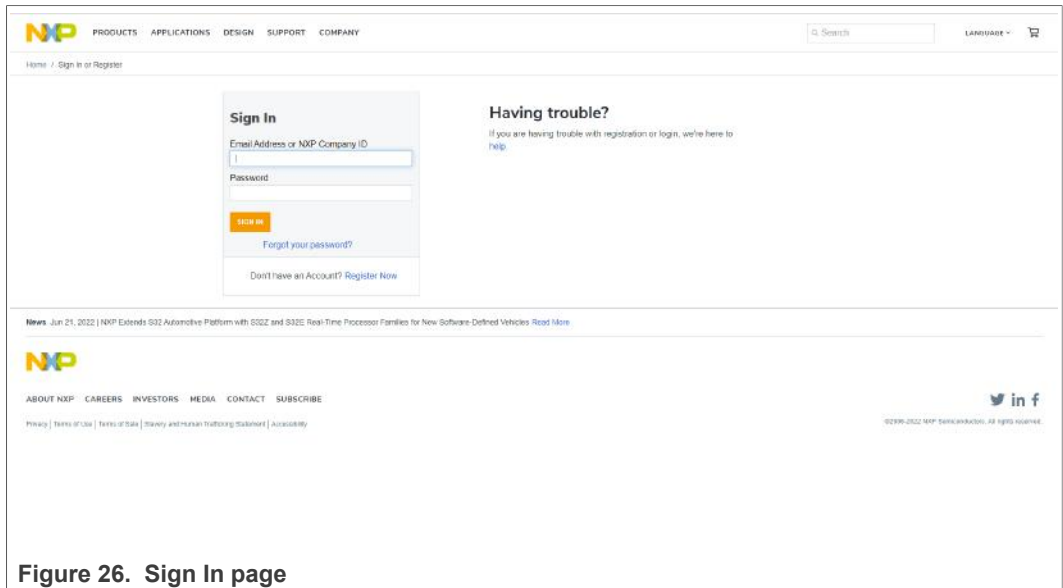 NXP PRODUCTS APPLICATIONS DESIGN SUPPORT COMPANY Search LANGUAGE
Home / Sign In or Register
Sign In
Email Address or NXP Company ID
Password
SIGN IN
Forgot your password?
Don't have an Account? Register Now
Having trouble?
If you are having trouble with registration or login, we're here to
help.
News Jun 21, 2022 | NXP Extends S32 Automotive Platform with S32Z and S32E Real-Time Processor Families for New Software-Defined Vehicles Read More
NXP
ABOUT NXP CAREERS INVESTORS MEDIA CONTACT SUBSCRIBE
in f
Privacy | Terms of Use | Terms of Sale | Slavery and Human Trafficking Statement | Accessibility
©2006-2022 NXP Semiconductors. All rights reserved.
Figure 26. Sign In page